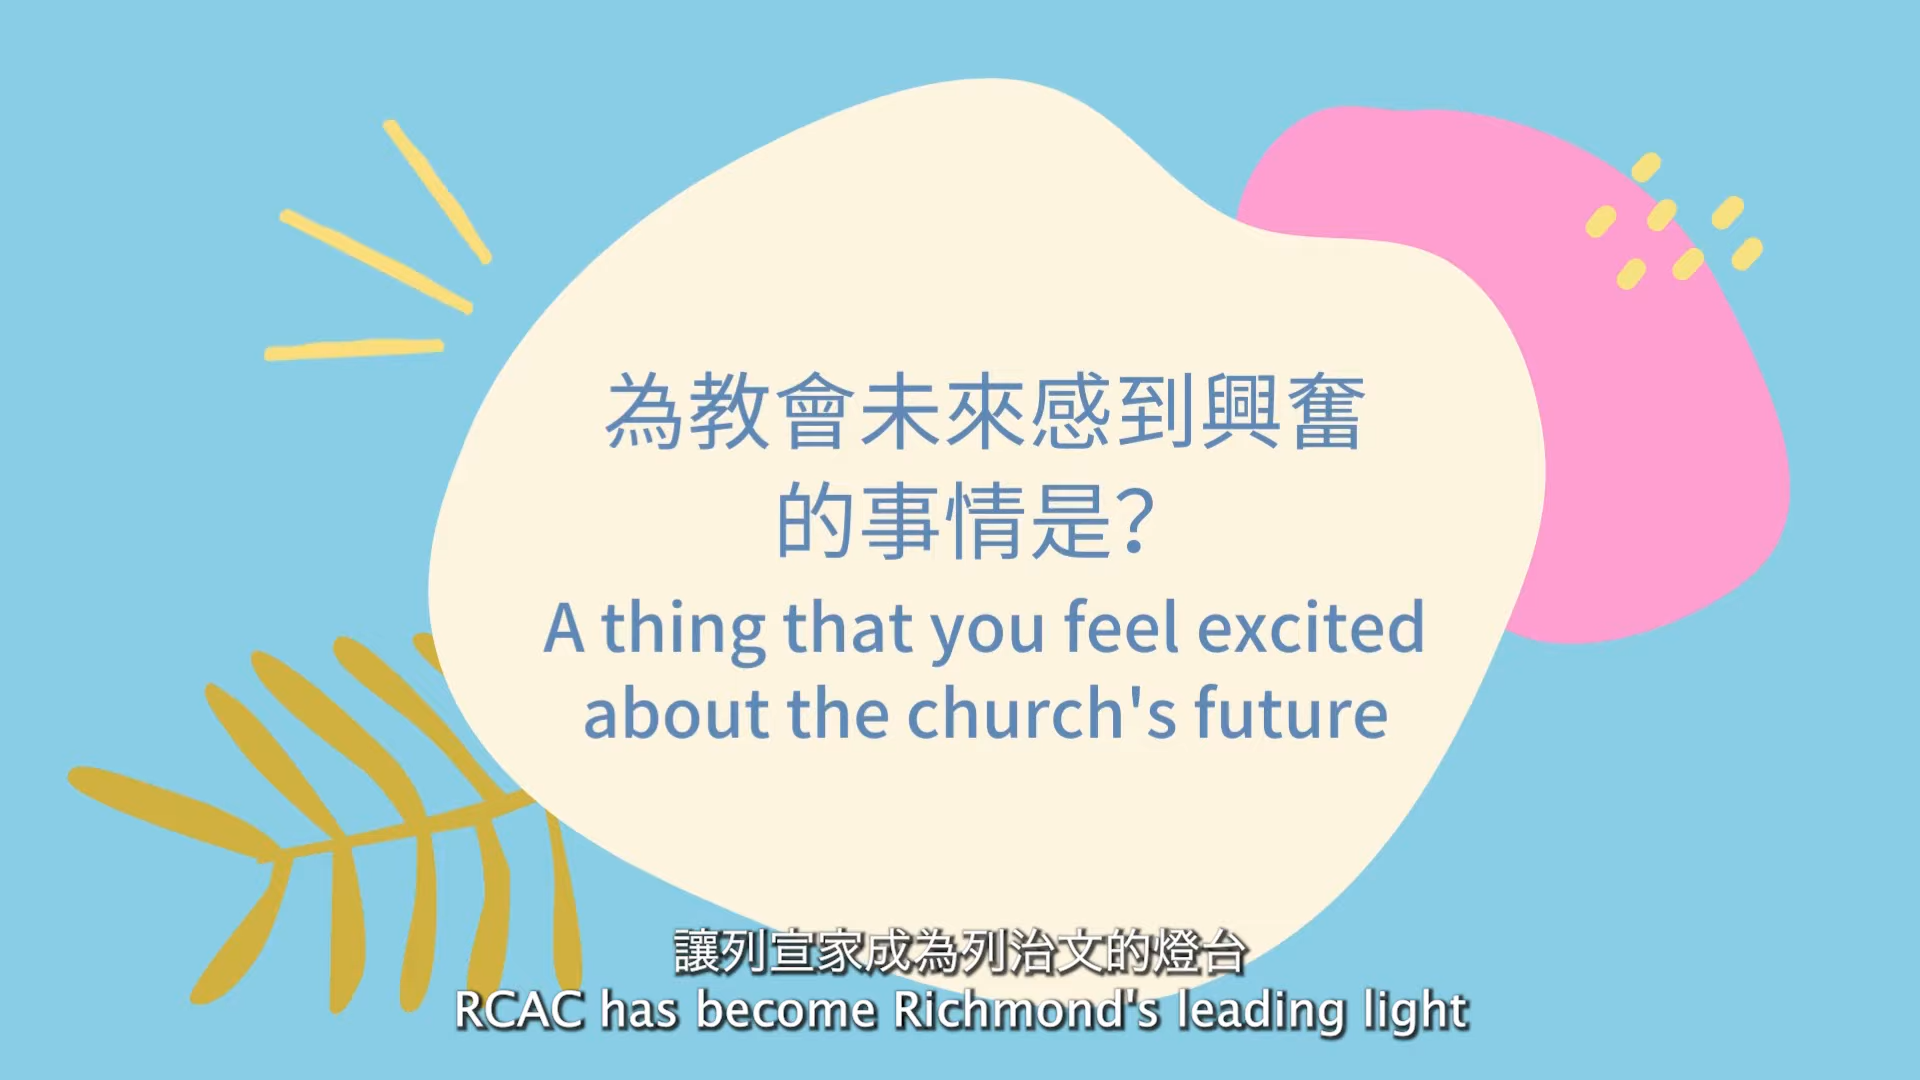 為教會未來感到興奮
的事情是？
A thing that you feel excited
about the church's future
讓列宣家成為列治文的燈台
RCAC has become Richmond's leading light